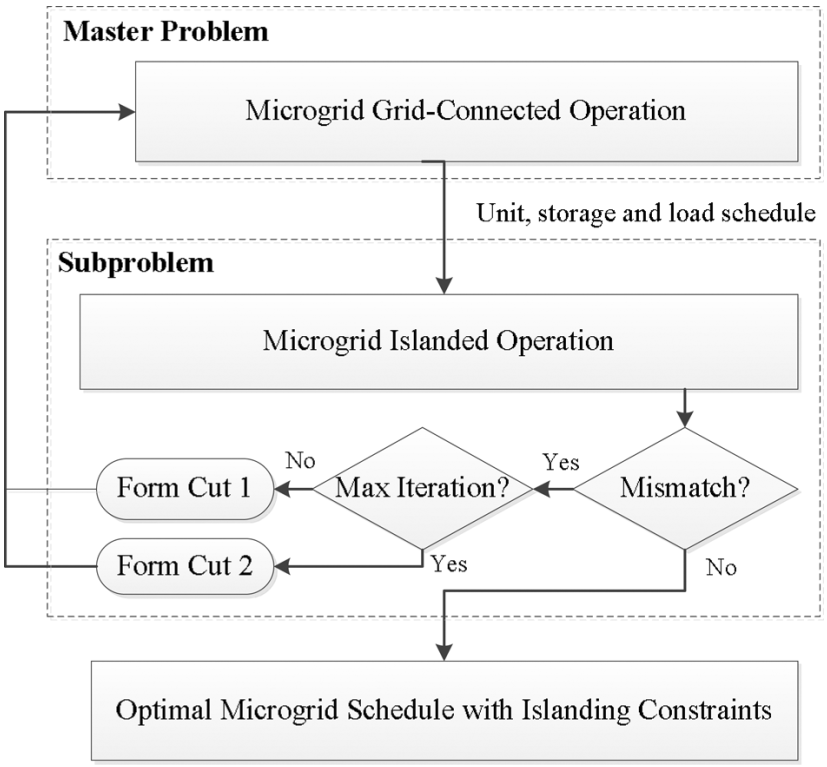 Master Problem
Microgrid Grid-Connected Operation
Unit, storage and load schedule
Subproblem
Microgrid Islanded Operation
Mismatch?
Yes
Max Iteration?
No
Form Cut 1
Yes
Form Cut 2
No
Optimal Microgrid Schedule with Islanding Constraints